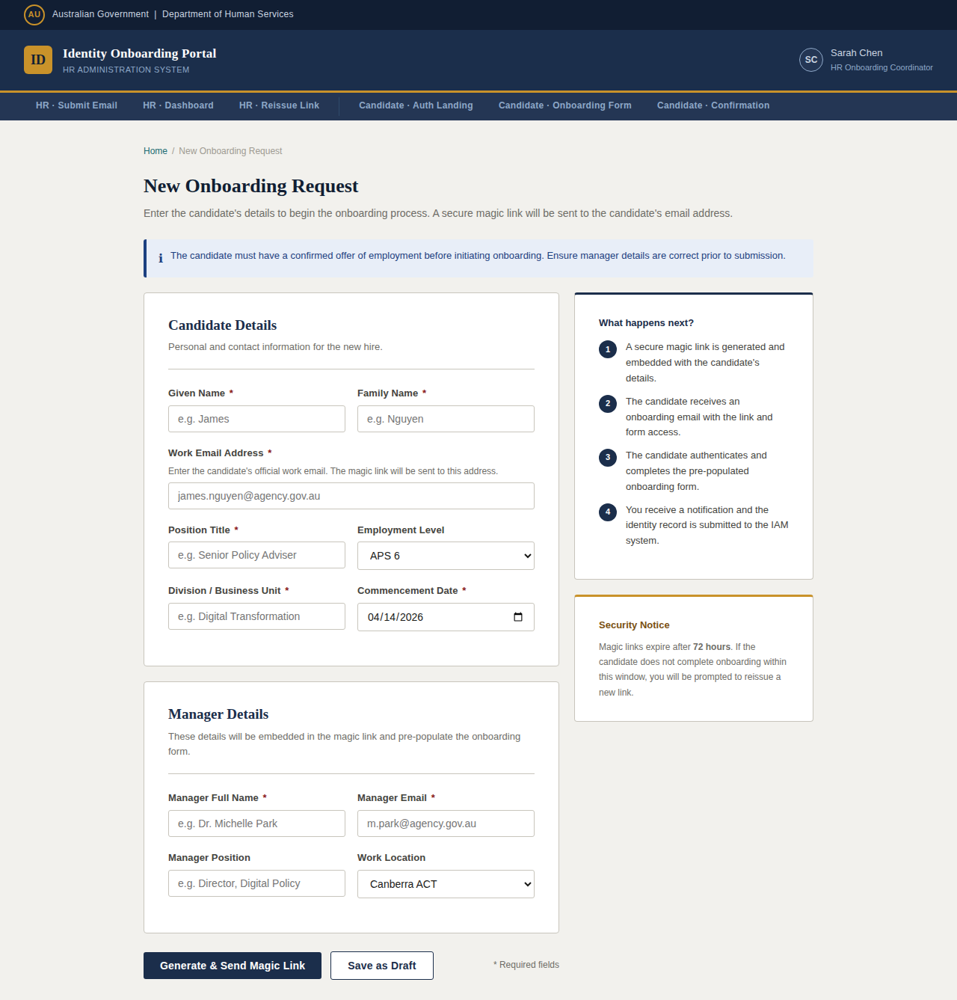 AU Australian Government | Department of Human Services
ID Identity Onboarding Portal
HR ADMINISTRATION SYSTEM
SC Sarah Chen
HR Onboarding Coordinator
HR · Submit Email HR · Dashboard HR · Reissue Link Candidate · Auth Landing Candidate · Onboarding Form Candidate · Confirmation
Home / New Onboarding Request
New Onboarding Request
Enter the candidate's details to begin the onboarding process. A secure magic link will be sent to the candidate's email address.
ℹ The candidate must have a confirmed offer of employment before initiating onboarding. Ensure manager details are correct prior to submission.
Candidate Details
Personal and contact information for the new hire.
Given Name * Family Name *
e.g. James e.g. Nguyen
Work Email Address *
Enter the candidate's official work email. The magic link will be sent to this address.
james.nguyen@agency.gov.au
Position Title * Employment Level
e.g. Senior Policy Adviser APS 6
Division / Business Unit * Commencement Date *
e.g. Digital Transformation 04/14/2026
Manager Details
These details will be embedded in the magic link and pre-populate the onboarding
form.
Manager Full Name * Manager Email *
e.g. Dr. Michelle Park m.park@agency.gov.au
Manager Position Work Location
e.g. Director, Digital Policy Canberra ACT
Generate & Send Magic Link Save as Draft * Required fields
What happens next?
1 A secure magic link is generated and
embedded with the candidate's
details.
2 The candidate receives an
onboarding email with the link and
form access.
3 The candidate authenticates and
completes the pre-populated
onboarding form.
4 You receive a notification and the
identity record is submitted to the IAM
system.
Security Notice
Magic links expire after 72 hours. If the
candidate does not complete onboarding within
this window, you will be prompted to reissue a
new link.